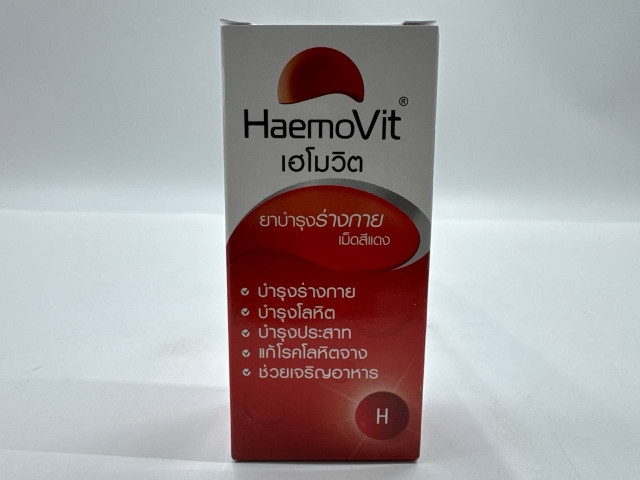 HaemoVit®
เฮโมวิต
ยาบำรุงร่างกาย
เม็ดสีแดง
บำรุงร่างกาย
บำรุงโลหิต
บำรุงประสาท
แก้โรคโลหิตจาง
ช่วยเจริญอาหาร
H